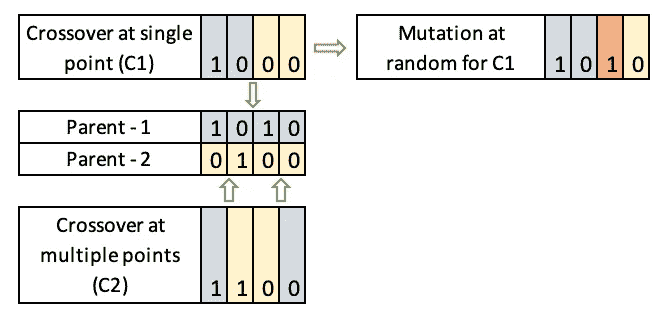 Crossover at single
point (C1) 1 0 0 0
Mutation at
random for C1 1 0 1 0
Parent - 1 1 0 1 0
Parent - 2 0 1 0 0
Crossover at
multiple points
(C2) 1 1 0 0